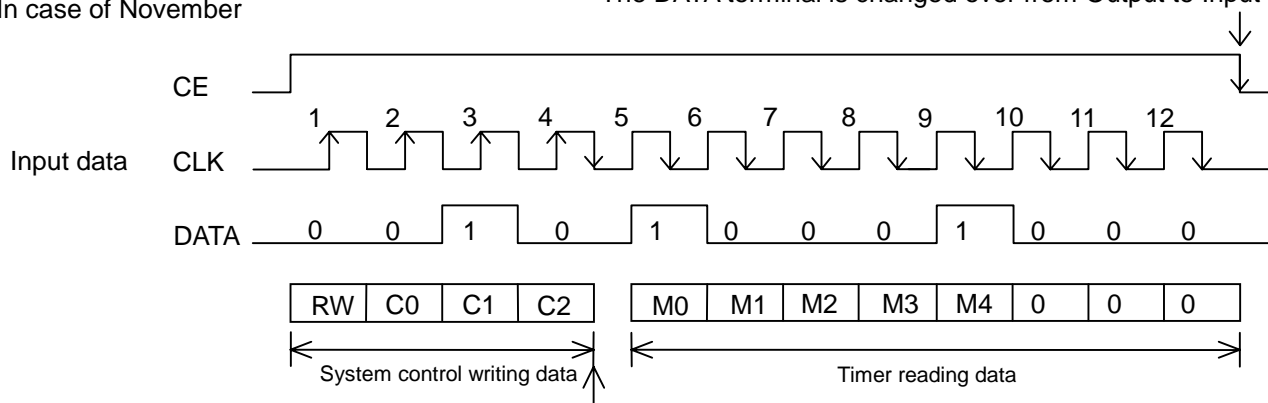 In case of November
The DATA terminal is changed over from Output to Input
CE
1 2 3 4 5 6 7 8 9 10 11 12
Input data CLK
DATA 0 0 1 0 1 0 0 0 1 0 0 0
RW C0 C1 C2 M0 M1 M2 M3 M4 0 0 0
System control writing data Timer reading data